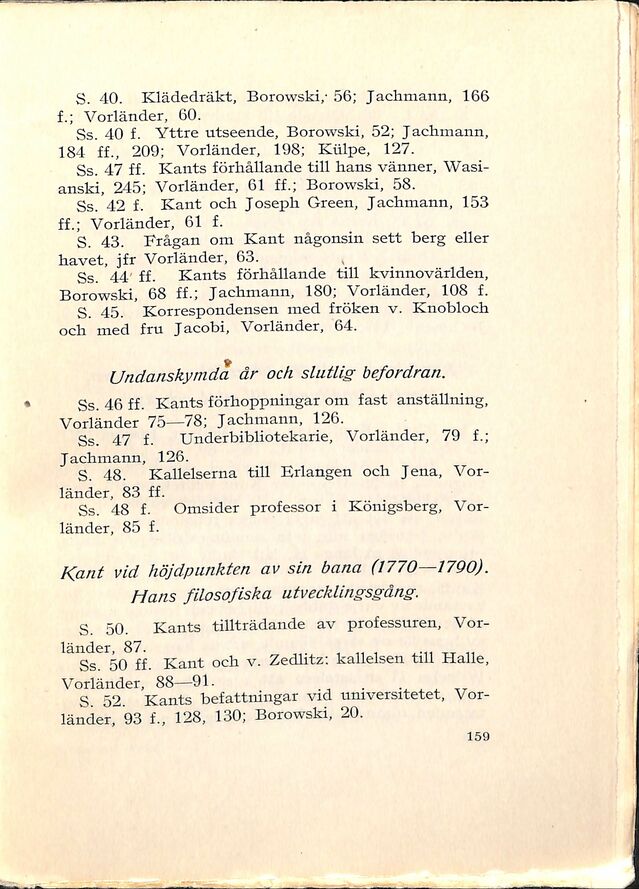 S. 40. Klädedräkt, Borowski, 56; Jachmann, 166
f.; Vorländer, 60.
Ss. 40 f. Yttre utseende, Borowski, 52; Jachmann,
184 ff., 209; Vorländer, 198; Külpe, 127.
Ss. 47 ff. Kants förhållande till hans vänner, Wasi-
anski, 245; Vorländer, 61 ff.; Borowski, 58.
Ss. 42 f. Kant och Joseph Green, Jachmann, 153
ff.; Vorländer, 61 f.
S. 43. Frågan om Kant någonsin sett berg eller
havet, jfr Vorländer, 63.
Ss. 44 ff. Kants förhållande till kvinnovärlden,
Borowski, 68 ff.; Jachmann, 180; Vorländer, 108 f.
S. 45. Korrespondensen med fröken v. Knobloch
och med fru Jacobi, Vorländer, 64.
Undanskymda år och slutlig befordran.
Ss. 46 ff. Kants förhoppningar om fast anställning,
Vorländer 75—78; Jachmann, 126.
Ss. 47 f. Underbibliotekarie, Vorländer, 79 f.;
Jachmann, 126.
S. 48. Kallelserna till Erlangen och Jena, Vor-
länder, 83 ff.
Ss. 48 f. Omsider professor i Königsberg, Vor-
länder, 85 f.
Kant vid höjdpunkten av sin bana (1770—1790).
Hans filosofiska utvecklingsgång.
S. 50. Kants tillträdande av professuren, Vor-
länder, 87.
Ss. 50 ff. Kant och v. Zedlitz: kallelsen till Halle,
Vorländer, 88—91.
S. 52. Kants befattningar vid universitetet, Vor-
länder, 93 f., 128, 130; Borowski, 20.
159